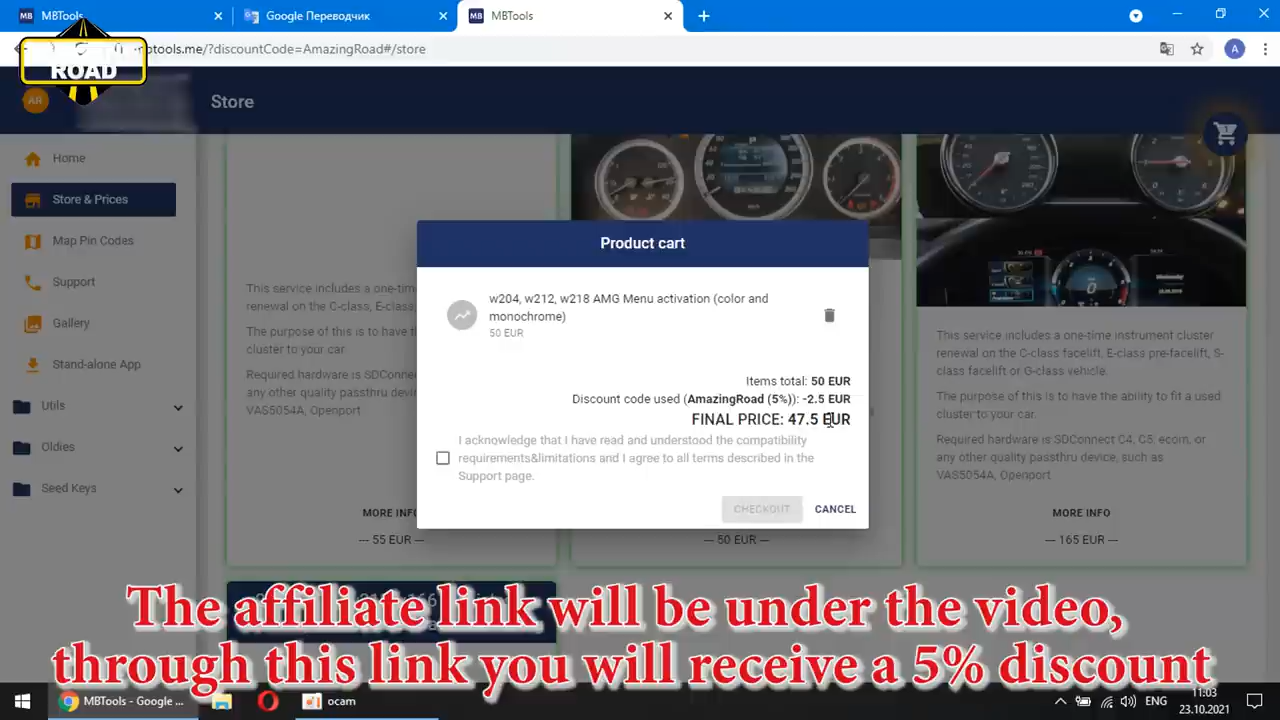 MBTools
Google Переводчик
MBTools
btools.me/?discountCode=AmazingRoad#/store
A
ROAD
AR
Store
Home
Store & Prices
Map Pin Codes
Support
Gallery
Stand-alone App
Utils
Oldies
Seed Keys
This service includes a one-time
renewal on the C-class, E-class,
The purpose of this is to have t
cluster to your car.
Required hardware is SDConnect
any other quality passthru device,
VAS5054A, Openport
MORE INFO
--- 55 EUR ---
Product cart
w204, w212, w218 AMG Menu activation (color and
monochrome)
50 EUR
Items total: 50 EUR
Discount code used (AmazingRoad (5%)): -2.5 EUR
FINAL PRICE: 47.5 EUR
I acknowledge that I have read and understood the compatibility
requirements&limitations and I agree to all terms described in the
Support page.
CHECKOUT
CANCEL
--- 50 EUR ---
This service includes a one-time instrument cluster
renewal on the C-class facelift, E-class pre-facelift, S-
class facelift or G-class vehicle.
The purpose of this is to have the ability to fit a used
cluster to your car.
Required hardware is SDConnect C4, C5, ecom, or
any other quality passthru device, such as
VAS5054A, Openport
MORE INFO
--- 165 EUR ---
The affiliate link will be under the video,
through this link you will receive a 5% discount
MBTools - Google ...
ocam
ENG
11:03
23.10.2021